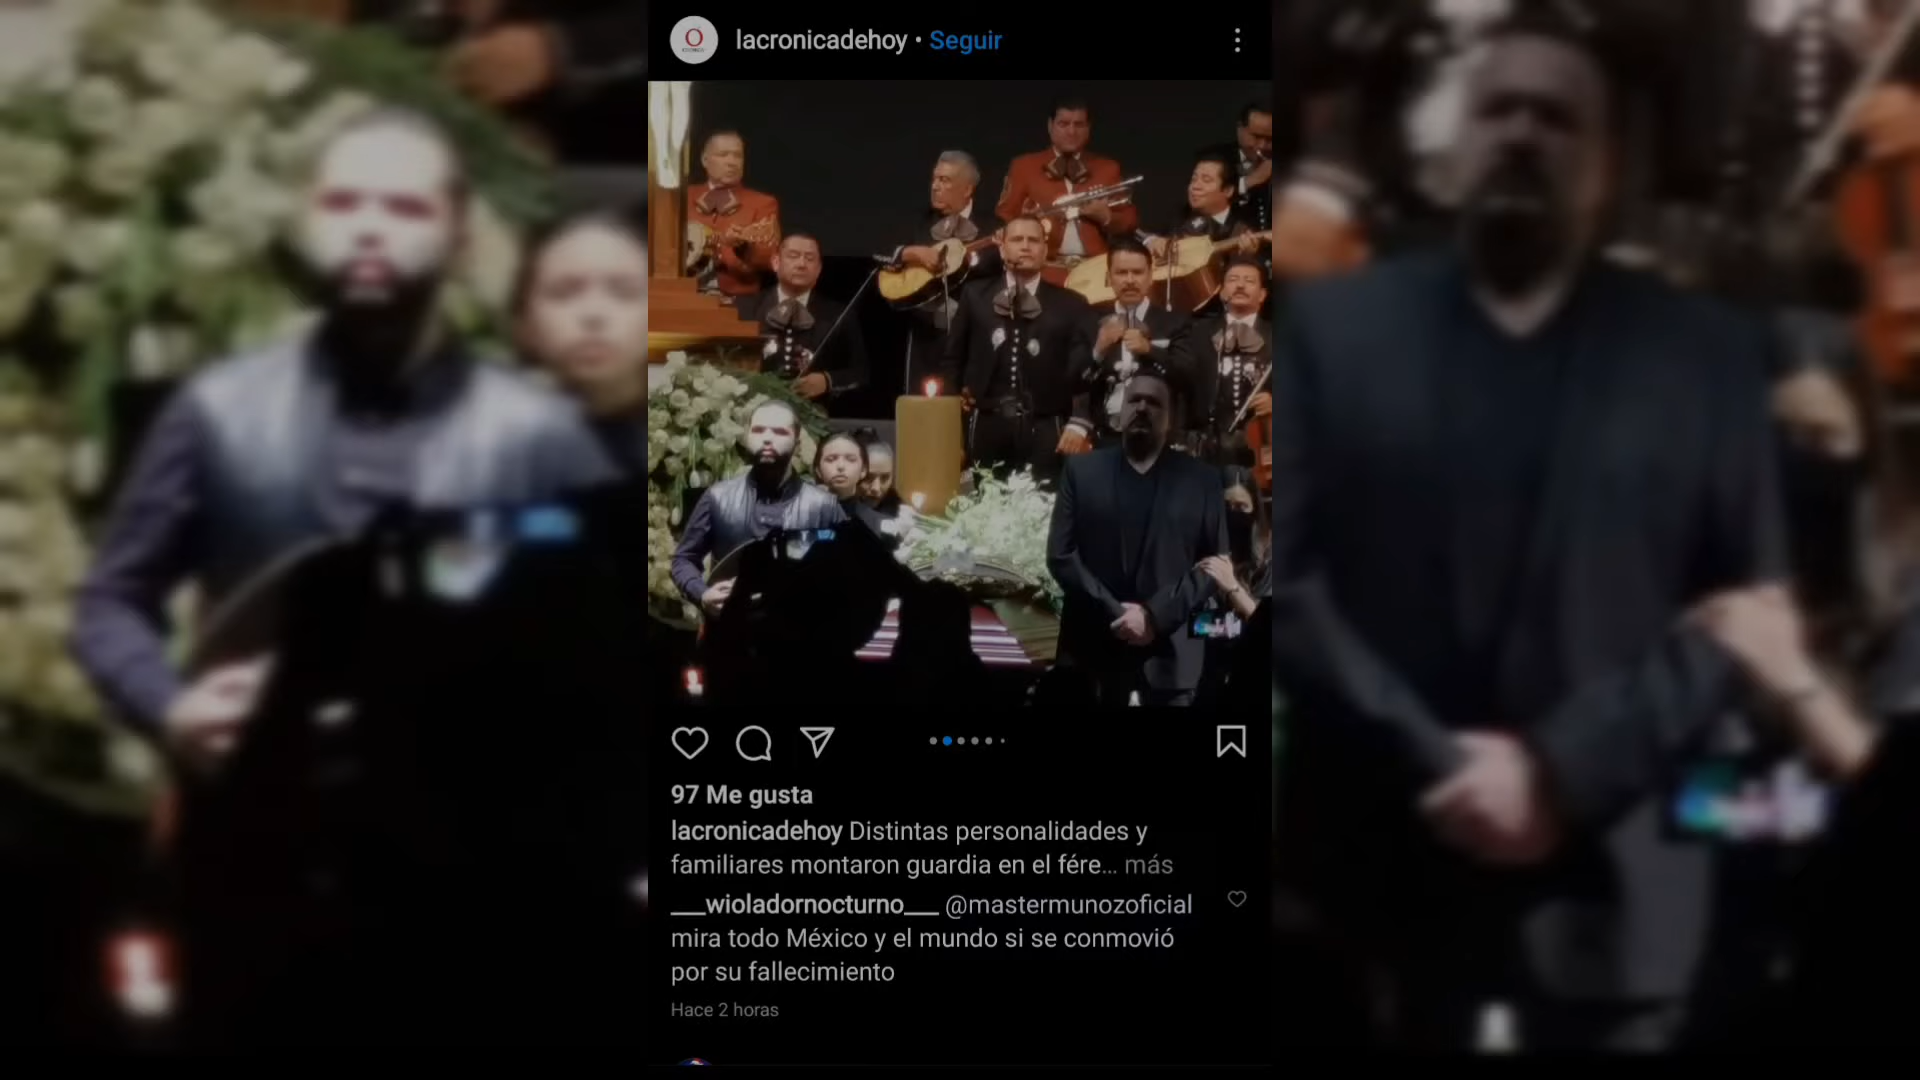 lacronicadehoy • Seguir
97 Me gusta
lacronicadehoy Distintas personalidades y
familiares montaron guardia en el fére... más
___wioladornocturno___ @mastermunozoficial
mira todo México y el mundo si se conmovió
por su fallecimiento
Hace 2 horas